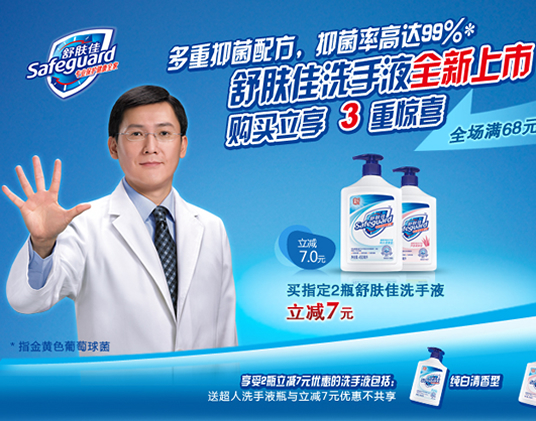 舒肤佳
Safeguard
多重抑菌配方，抑菌率高达99%*
舒肤佳洗手液全新上市
购买立享 3 重惊喜
全场满68元
立减
7.0元
舒肤佳
Safeguard
买指定2瓶舒肤佳洗手液
立减7元
* 指金黄色葡萄球菌
享受2瓶立减7元优惠的洗手液包括:
纯白清香型
送超人洗手液瓶与立减7元优惠不共享